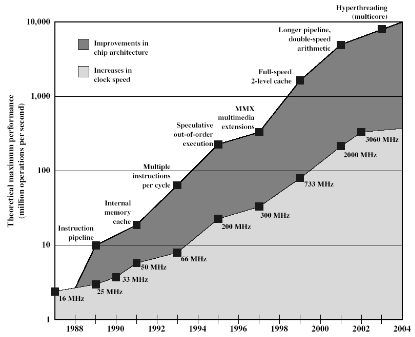 Hyperthreading
(multicore)
10,000
Longer pipeline,
double-speed
arithmetic
Improvements in
chip architecture
Increases in
clock speed
Full-speed
2-level cache
1,000
MMX
multimedia
extensions
Speculative
out-of-order
execution
3060 MHz
2000 MHz
Multiple
instructions
per cycle
100
733 MHz
Internal
memory
cache
300 MHz
200 MHz
Instruction
pipeline
10
66 MHz
50 MHz
33 MHz
25 MHz
16 MHz
1
1988
1990
1992
1994
1996
1998
2000
2002
2004
Theoretical maximum performance
(million operations per second)